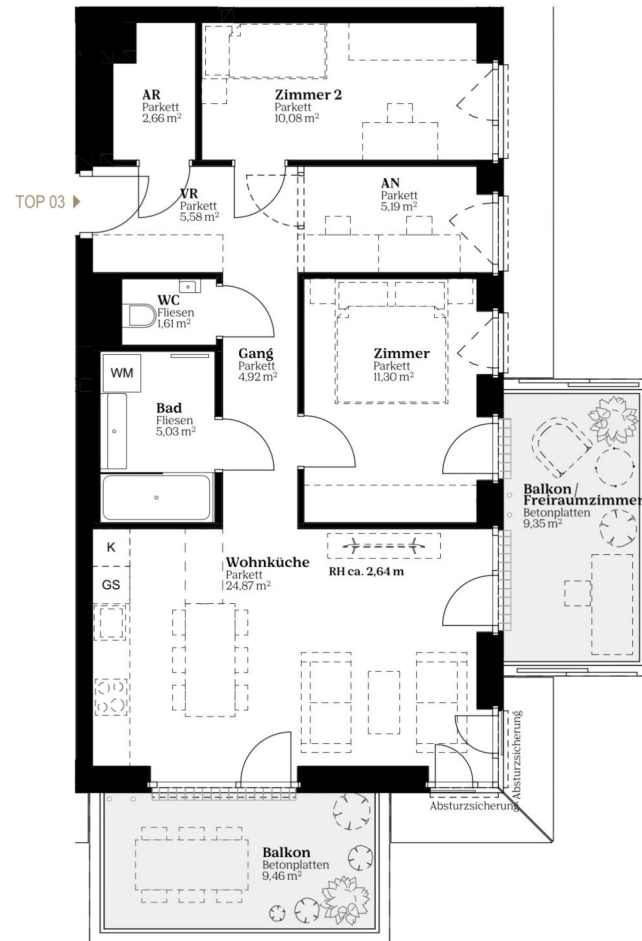 AR
Parkett
2,66 m²
Zimmer 2
Parkett
10,08 m²
TOP 03
VR
Parkett
5,58 m²
AN
Parkett
5,19 m²
WC
Fliesen
1,61 m²
Gang
Parkett
4,92 m²
Zimmer
Parkett
11,30 m²
WM
Bad
Fliesen
5,03 m²
Balkon /
Freiraumzimmer
Betonplatten
9,35 m²
K
GS
Wohnküche
Parkett
24,87 m²
RH ca. 2,64 m
Absturzsicherung
Absturzsicherung
Balkon
Betonplatten
9,46 m²